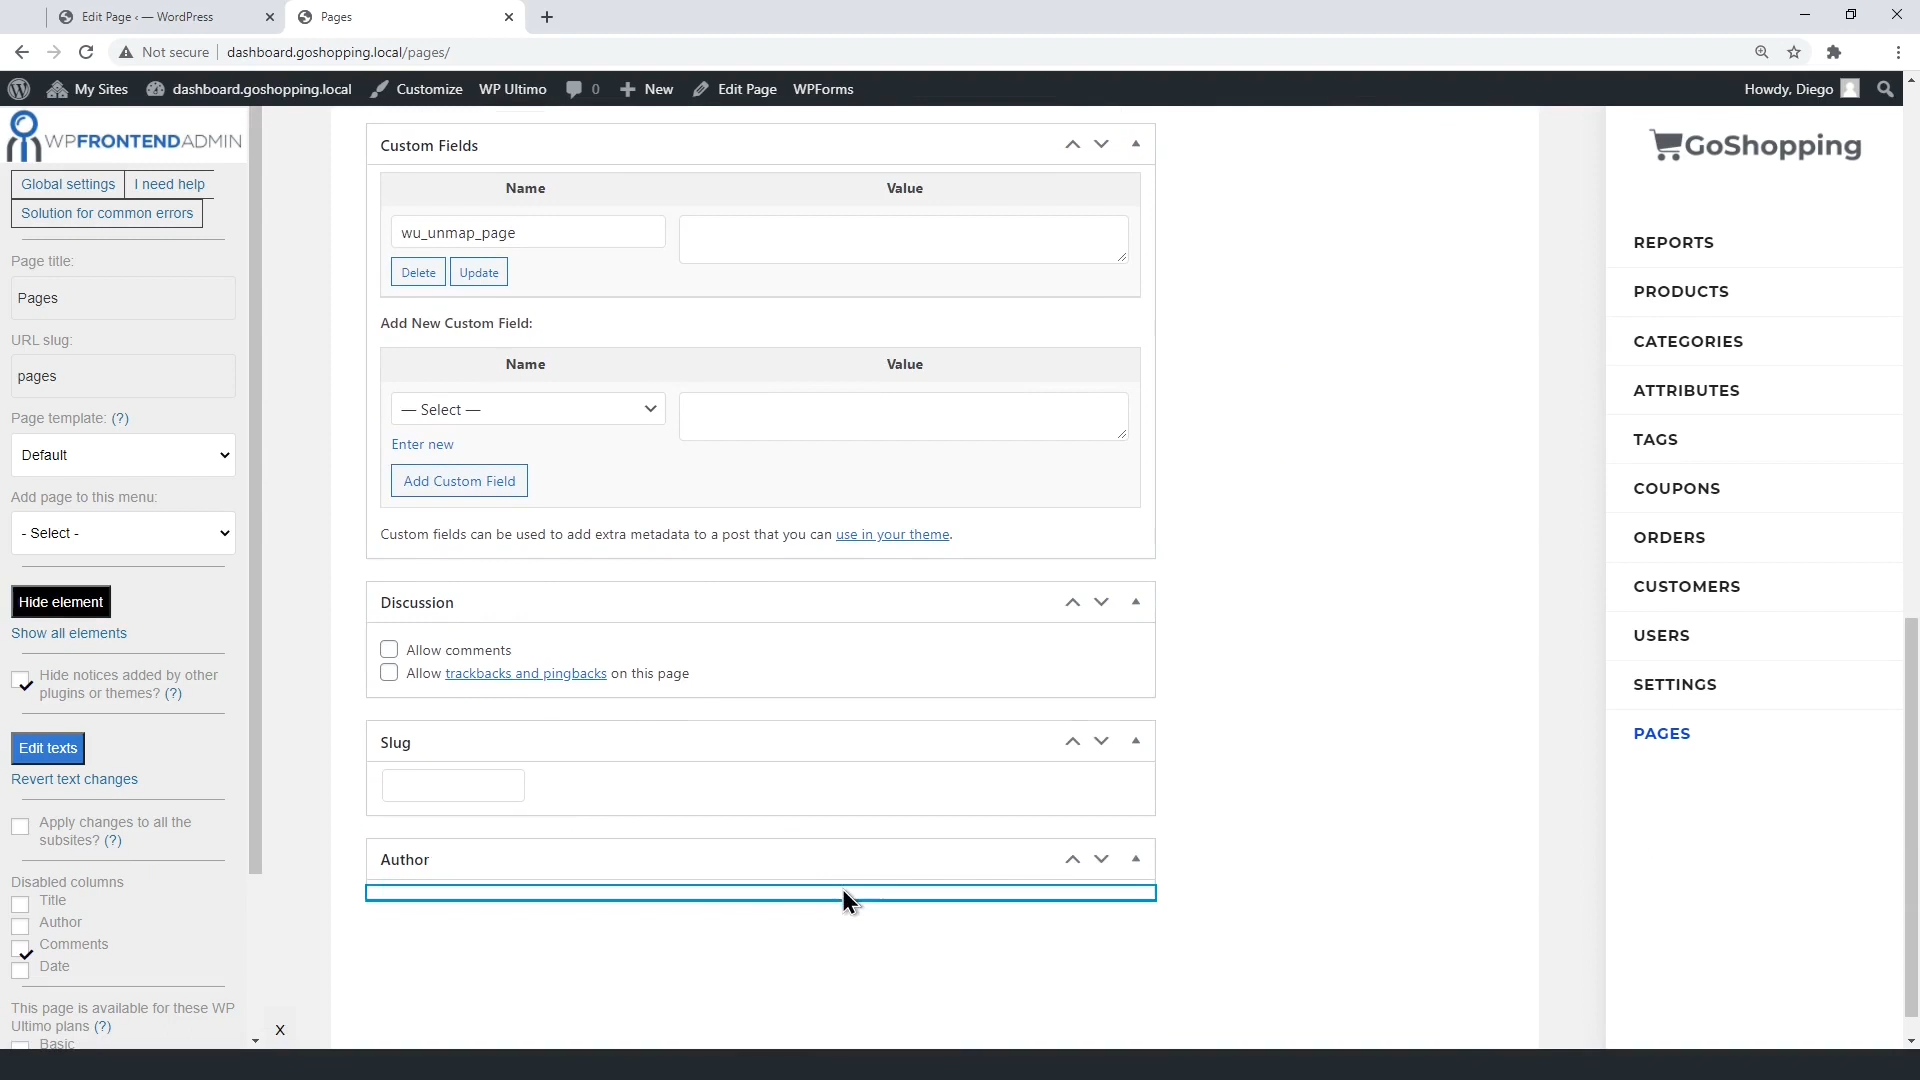 Edit Page ‹ — WordPress
Pages
Not secure
dashboard.goshopping.local/pages/
My Sites
dashboard.goshopping.local
Customize
WP Ultimo
0
New
Edit Page
WPForms
Howdy, Diego
WPFRONTENDADMIN
Global settings
I need help
Solution for common errors
Page title:
Pages
URL slug:
pages
Page template: (?)
Default
Add page to this menu:
- Select -
Hide element
Show all elements
Hide notices added by other
plugins or themes? (?)
Edit texts
Revert text changes
Apply changes to all the
subsites? (?)
Disabled columns
Title
Author
Comments
Date
This page is available for these WP
Ultimo plans (?)
Basic
X
Custom Fields
Name
Value
wu_unmap_page
Delete
Update
Add New Custom Field:
Name
Value
— Select —
Enter new
Add Custom Field
Custom fields can be used to add extra metadata to a post that you can use in your theme.
Discussion
Allow comments
Allow trackbacks and pingbacks on this page
Slug
Author
GoShopping
REPORTS
PRODUCTS
CATEGORIES
ATTRIBUTES
TAGS
COUPONS
ORDERS
CUSTOMERS
USERS
SETTINGS
PAGES